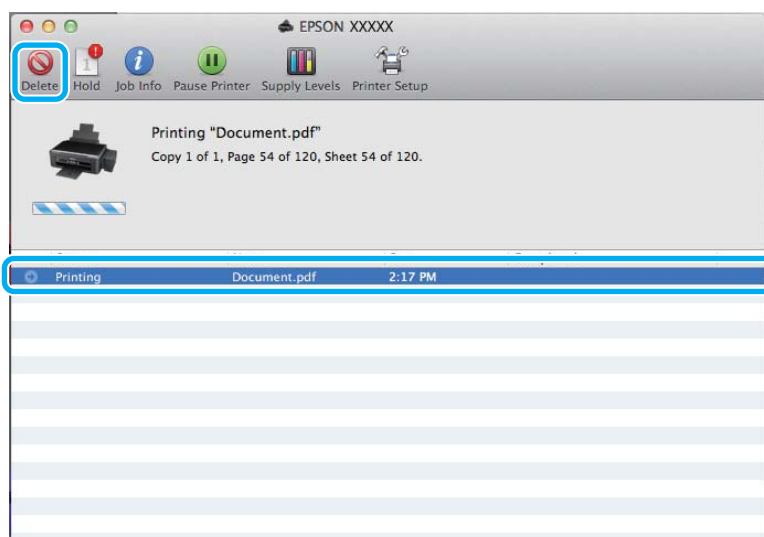 EPSON XXXXX
1
Delete Hold Job Info Pause Printer Supply Levels Printer Setup
Printing "Document.pdf"
Copy 1 of 1, Page 54 of 120, Sheet 54 of 120.
Printing Document.pdf 2:17 PM